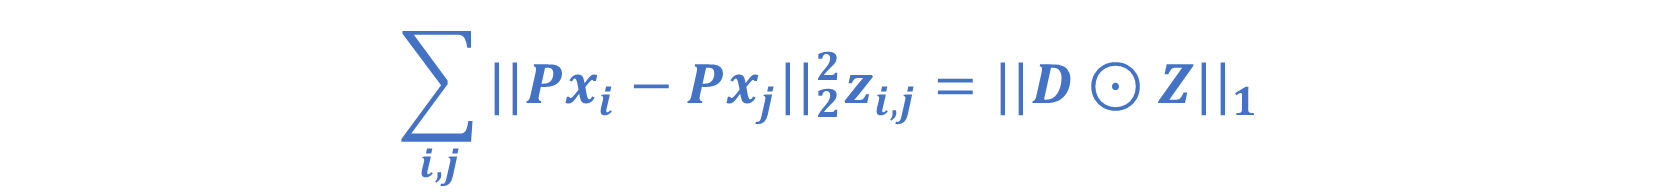 ∑_{i,j} ||Px_i − Px_j||_2^2 z_{i,j} = ||D ⊙ Z||_1